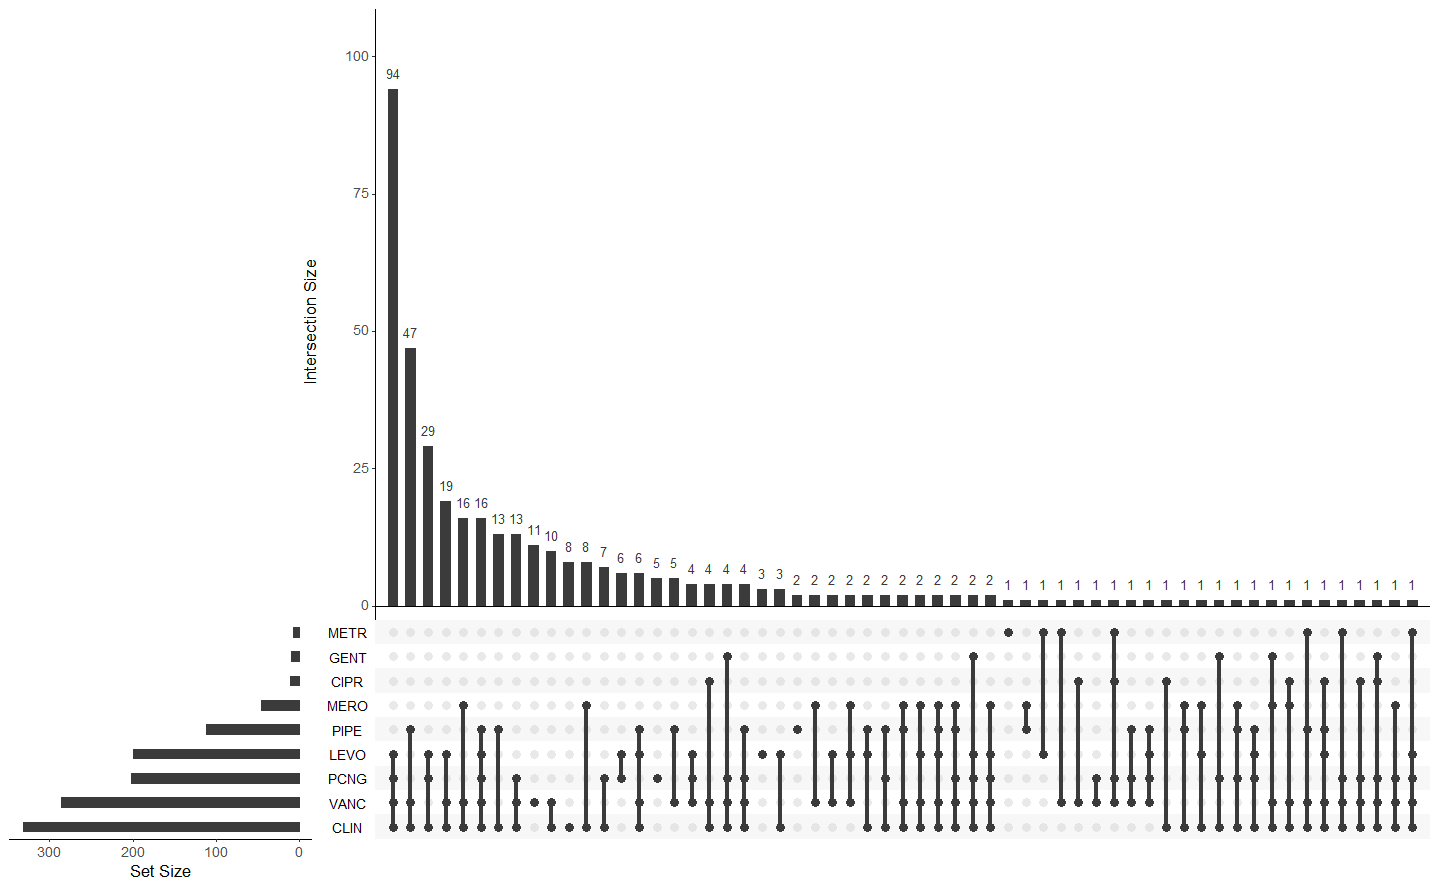 100
94
75
50
47
29
25
19
16 16
13 13
11
10
8 8
7
6 6
5 5
4 4 4 4
3 3
2 2 2 2 2 2 2 2 2 2 2 2
1 1 1 1 1 1 1 1 1 1 1 1 1 1 1 1 1 1 1 1 1 1 1 1
0
Intersection Size
METR
GENT
CIPR
MERO
PIPE
LEVO
PCNG
VANC
CLIN
300 200 100 0
Set Size